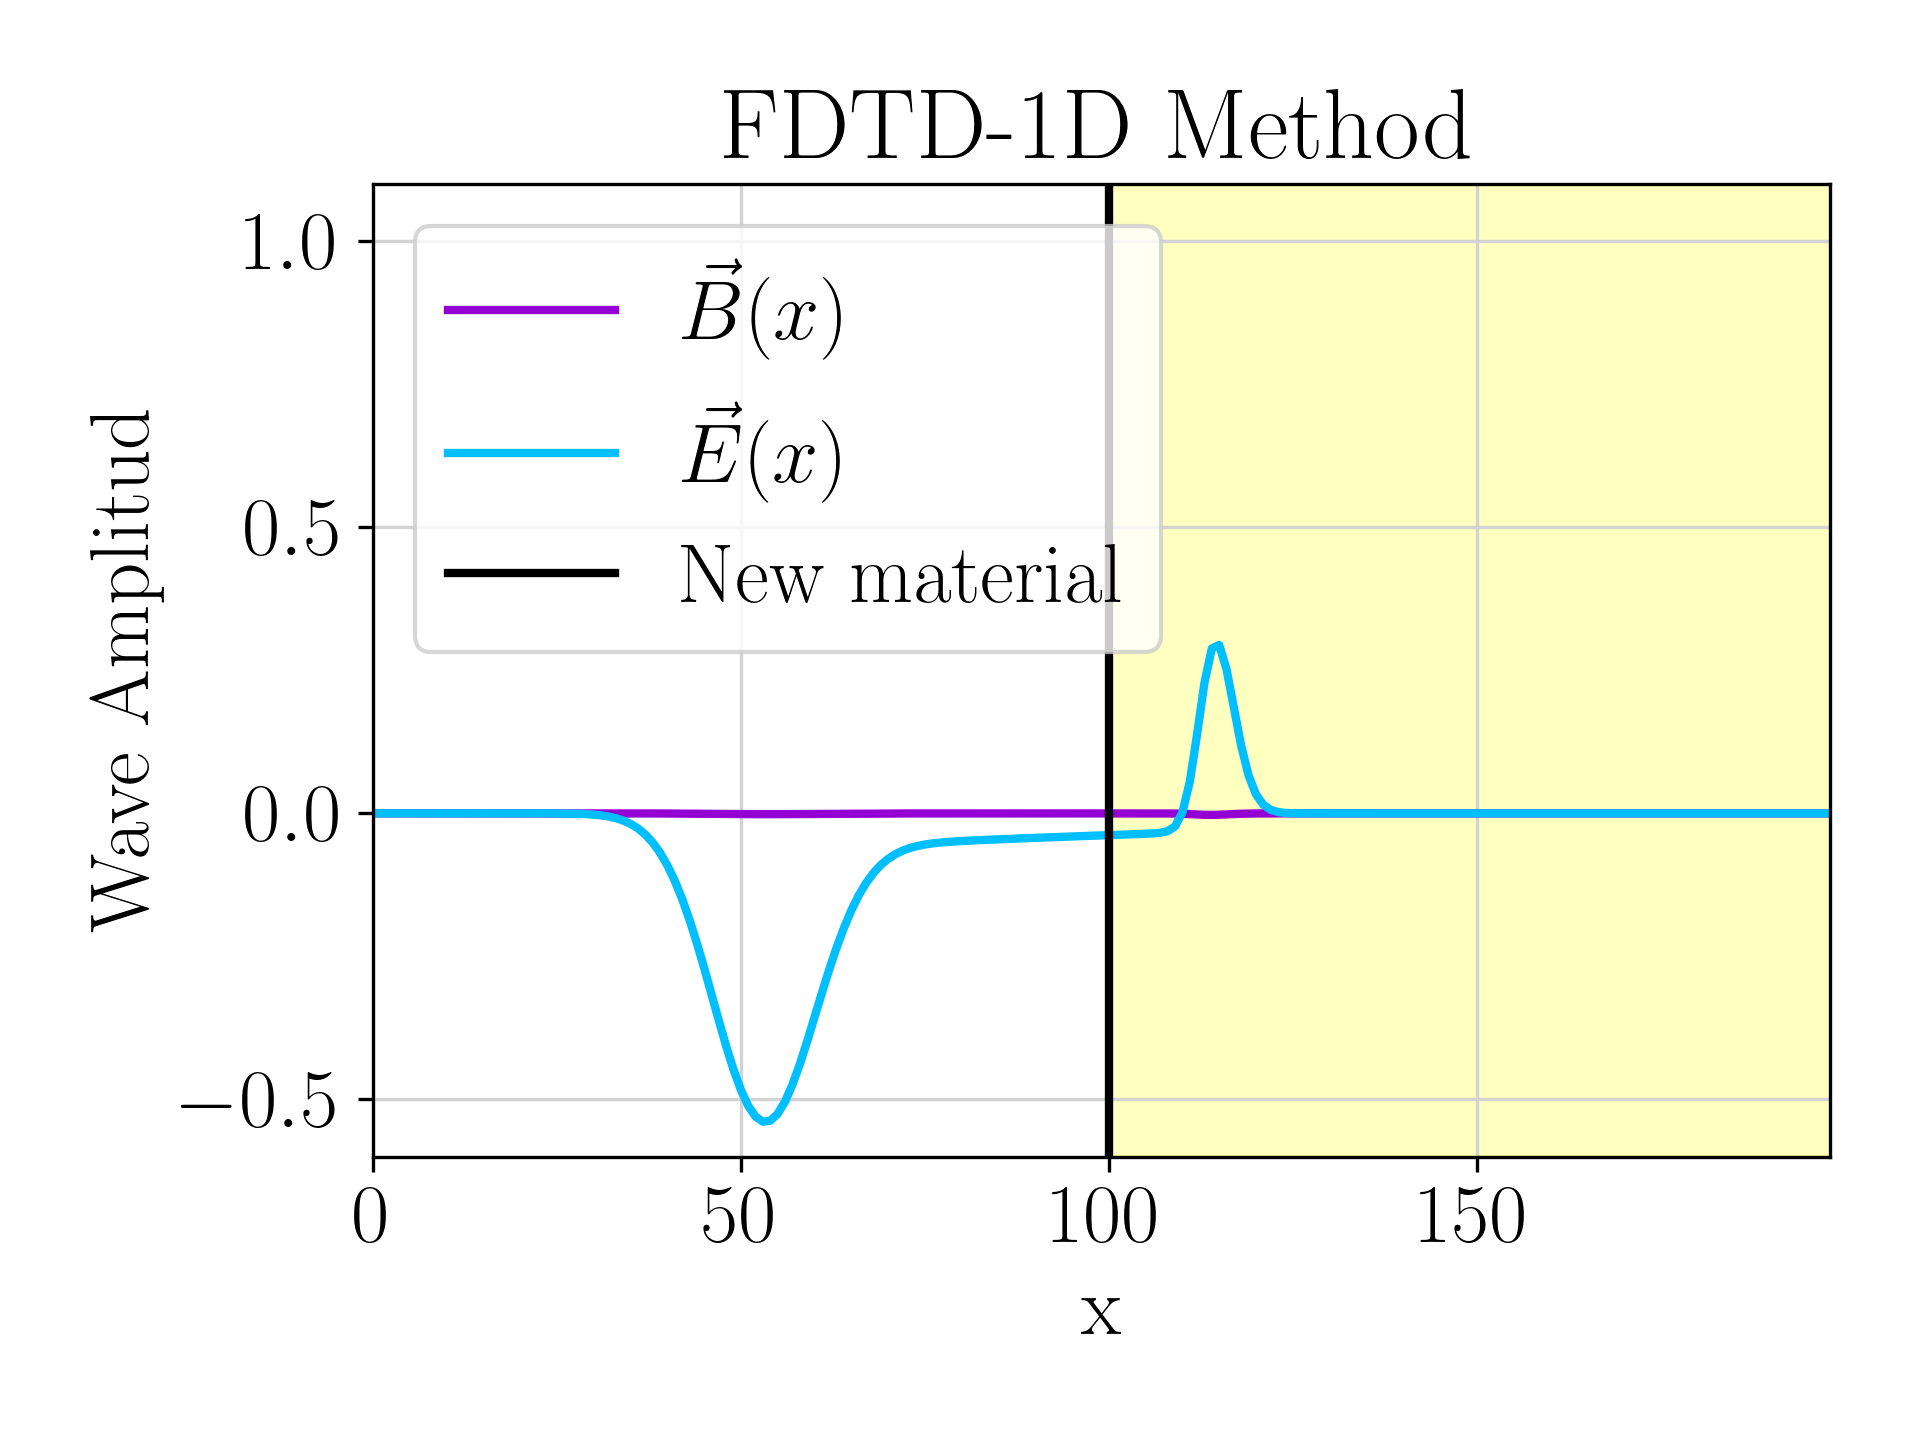 FDTD-1D Method
1.0
0.5
0.0
−0.5
Wave Amplitud
B⃗(x)
E⃗(x)
New material
0 50 100 150
x